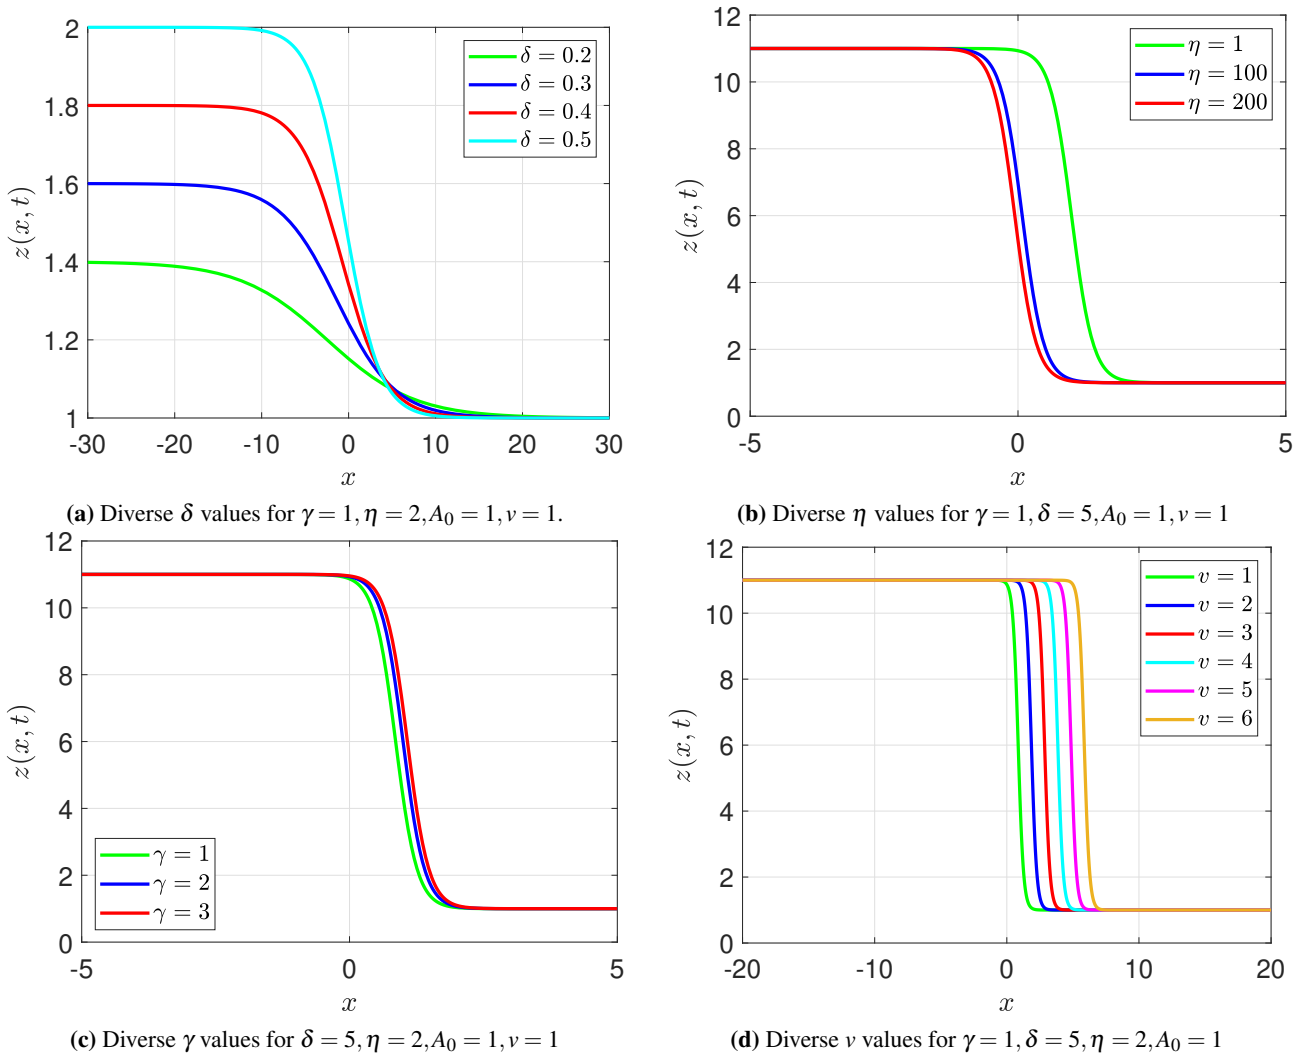 2
1.8
1.6
1.4
1.2
1
-30 -20 -10 0 10 20 30
z(x, t)
x
δ = 0.2
δ = 0.3
δ = 0.4
δ = 0.5
(a) Diverse δ values for γ = 1, η = 2, A₀ = 1, v = 1.
12
10
8
6
4
2
0
-5 0 5
z(x, t)
x
η = 1
η = 100
η = 200
(b) Diverse η values for γ = 1, δ = 5, A₀ = 1, v = 1
12
10
8
6
4
2
0
-5 0 5
z(x, t)
x
γ = 1
γ = 2
γ = 3
(c) Diverse γ values for δ = 5, η = 2, A₀ = 1, v = 1
12
10
8
6
4
2
0
-20 -10 0 10 20
z(x, t)
x
v = 1
v = 2
v = 3
v = 4
v = 5
v = 6
(d) Diverse v values for γ = 1, δ = 5, η = 2, A₀ = 1